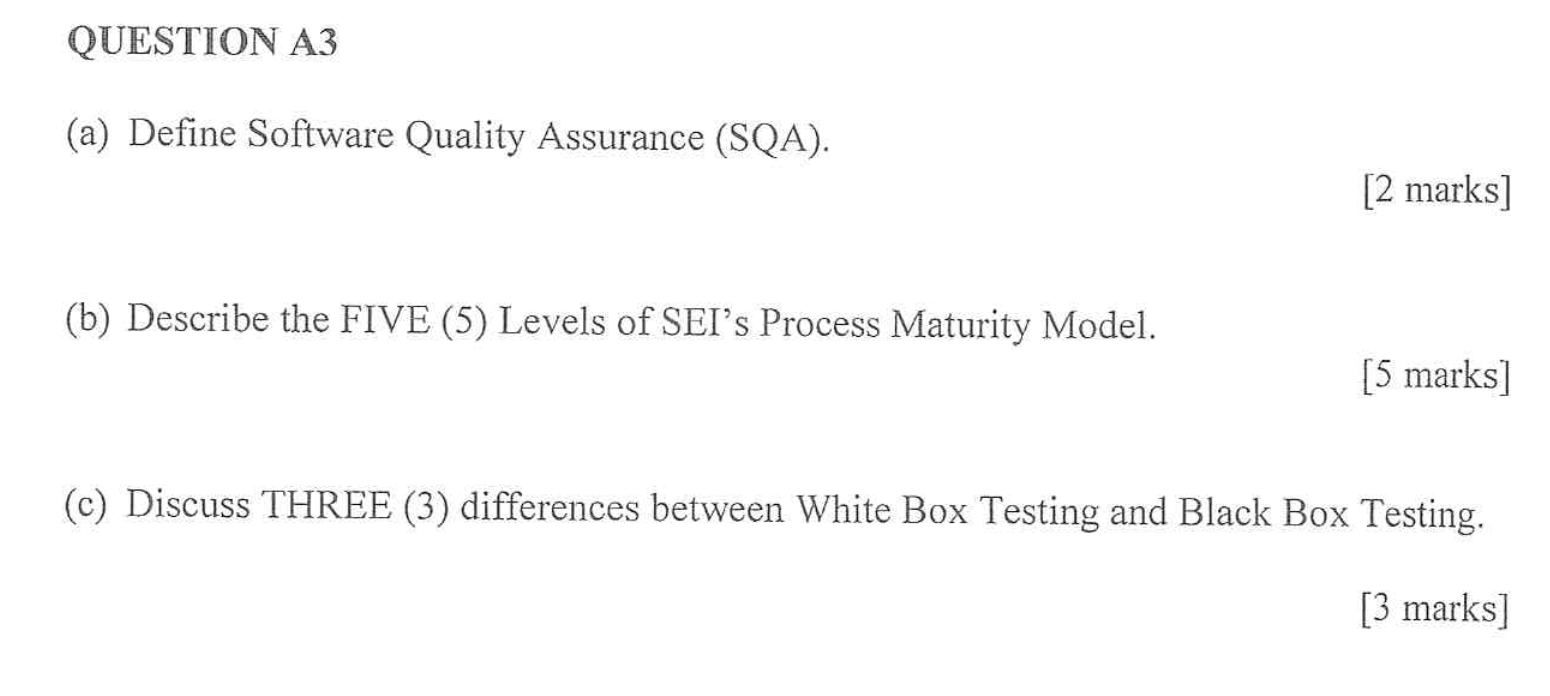 QUESTION A3
(a) Define Software Quality Assurance (SQA).
[2 marks]
(b) Describe the FIVE (5) Levels of SEI's Process Maturity Model.
[5 marks]
(c) Discuss THREE (3) differences between White Box Testing and Black Box Testing.
[3 marks]